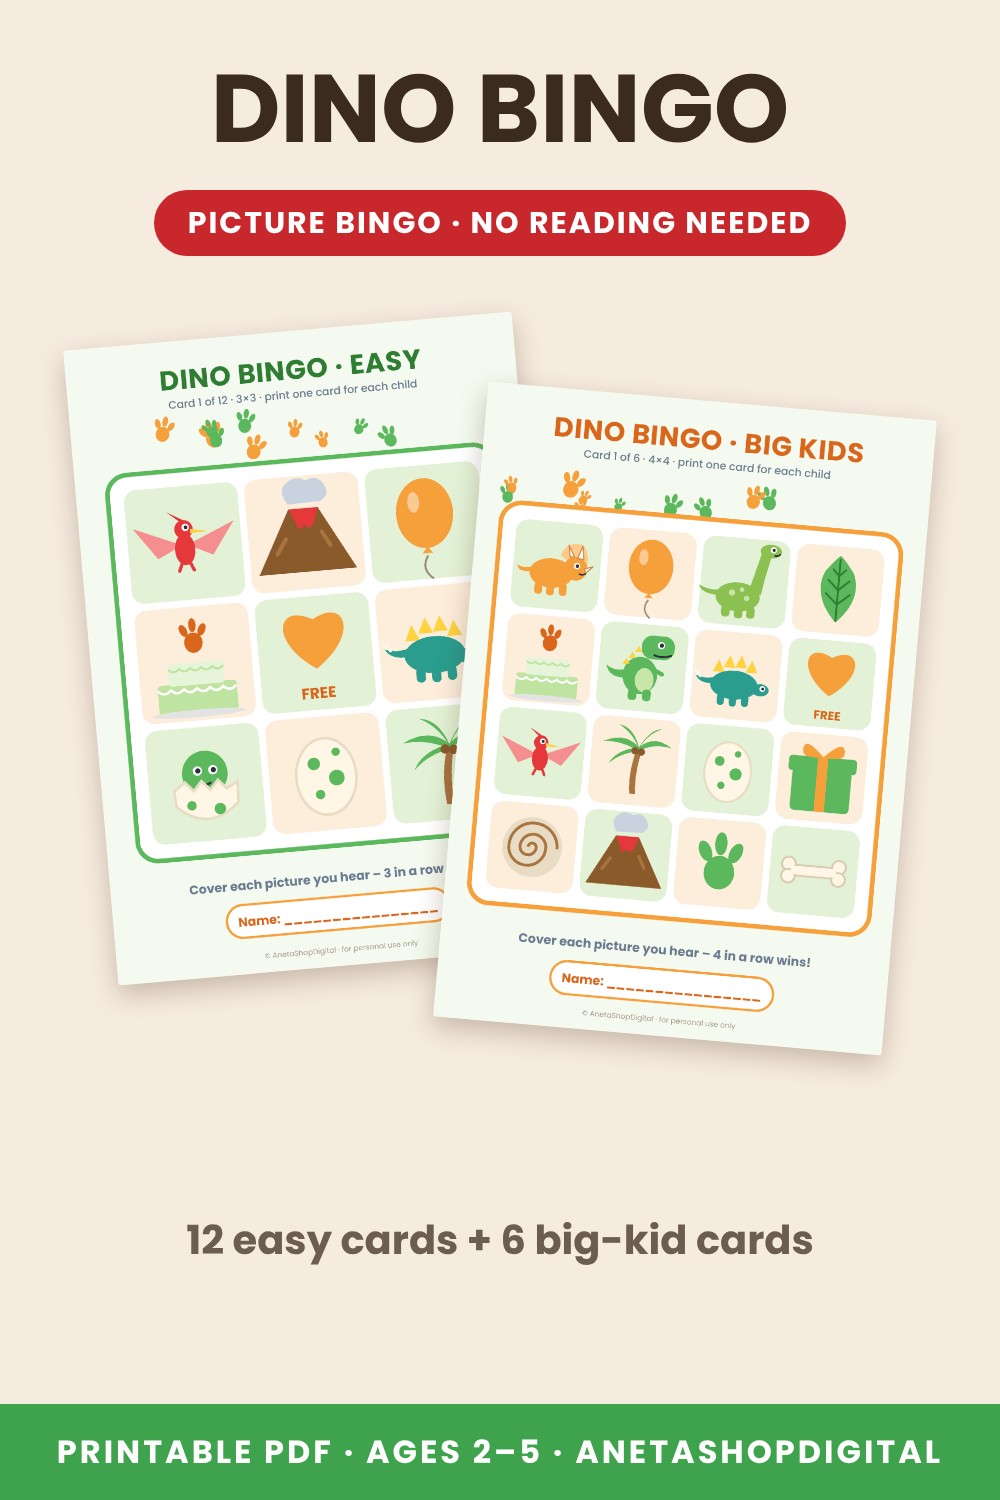 DINO BINGO
PICTURE BINGO · NO READING NEEDED
DINO BINGO · EASY
Card 1 of 12 · 3×3 · print one card for each child
FREE
Cover each picture you hear – 3 in a row
Name: _________________
© AnetaShopDigital · for personal use only
DINO BINGO · BIG KIDS
Card 1 of 6 · 4×4 · print one card for each child
FREE
Cover each picture you hear – 4 in a row wins!
Name: _________________
© AnetaShopDigital · for personal use only
12 easy cards + 6 big-kid cards
PRINTABLE PDF · AGES 2–5 · ANETASHOPDIGITAL